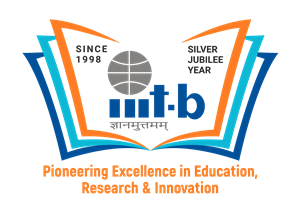 SINCE
1998
SILVER
JUBILEE
YEAR
iiit-b
ज्ञानमुत्तमम्
Pioneering Excellence in Education,
Research & Innovation